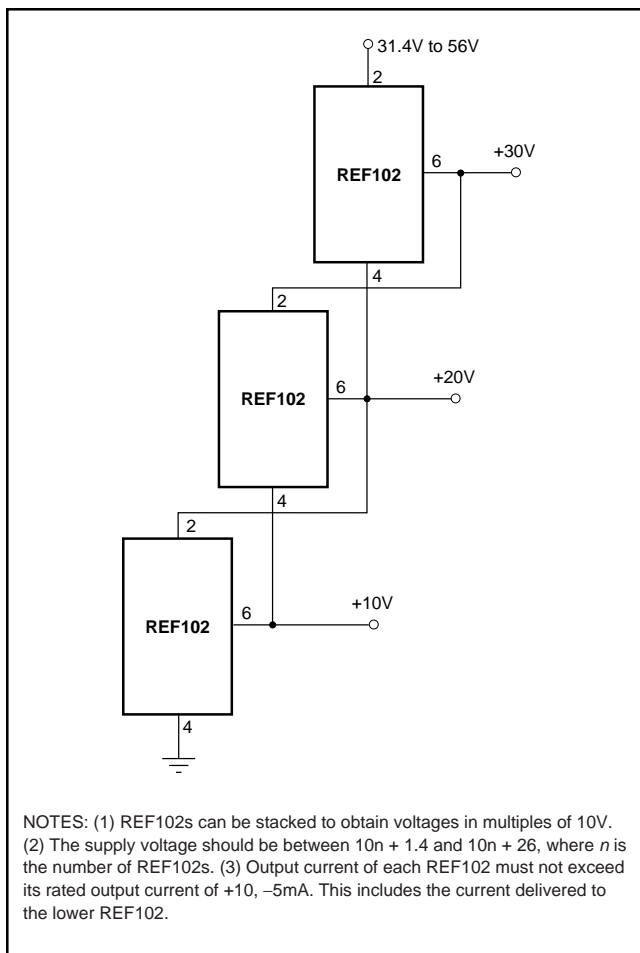 31.4V to 56V
2
6
+30V
REF102
4
2
6
+20V
REF102
4
2
6
+10V
REF102
4
NOTES: (1) REF102s can be stacked to obtain voltages in multiples of 10V.
(2) The supply voltage should be between 10n + 1.4 and 10n + 26, where n is
the number of REF102s. (3) Output current of each REF102 must not exceed
its rated output current of +10, –5mA. This includes the current delivered to
the lower REF102.